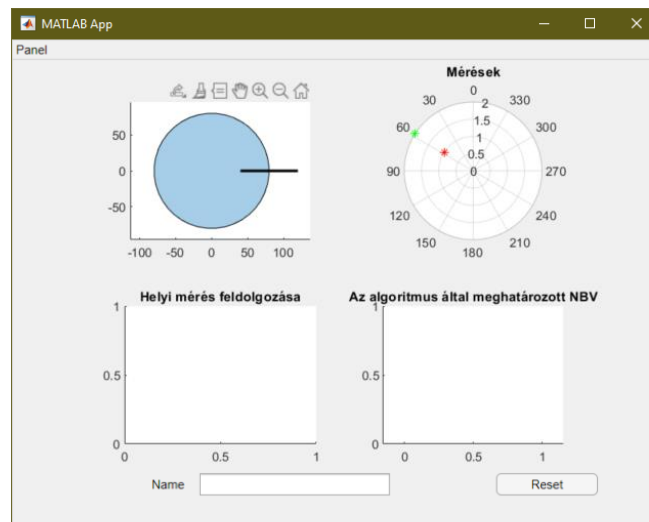 MATLAB App
Panel
50
0
-50
-100 -50 0 50 100
Mérések
0
30 330
60 300
90 270
120 240
150 210
180
2
1.5
1
0.5
0
Helyi mérés feldolgozása
1
0.5
0
0 0.5 1
Az algoritmus által meghatározott NBV
1
0.5
0
0 0.5 1
Name
Reset